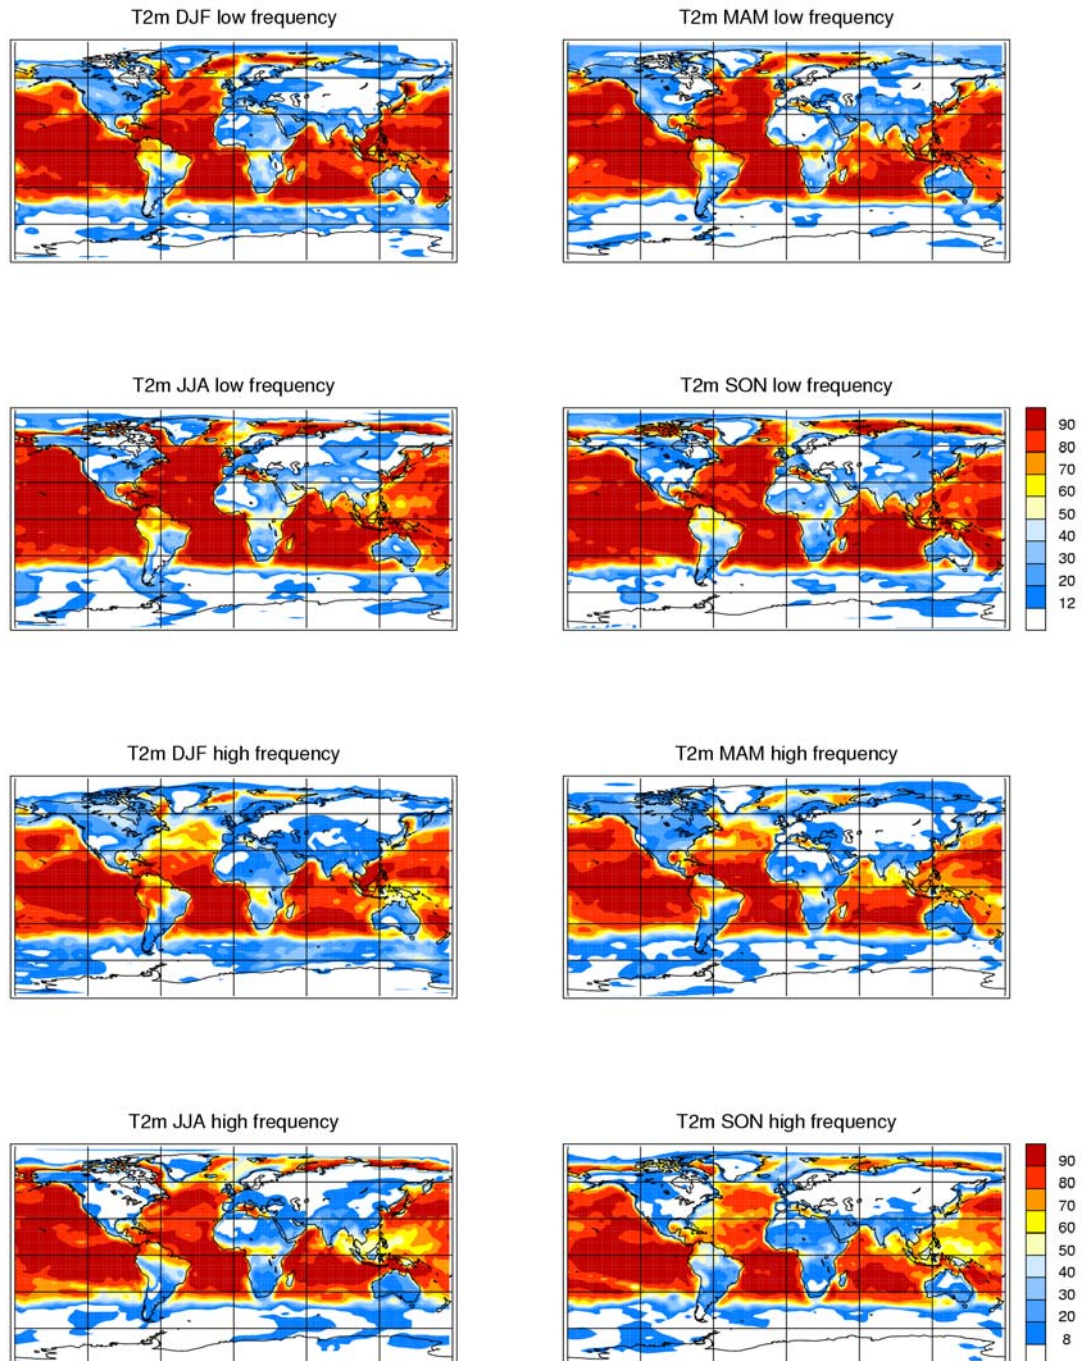 T2m DJF low frequency
T2m MAM low frequency
T2m JJA low frequency
T2m SON low frequency
90
80
70
60
50
40
30
20
12
T2m DJF high frequency
T2m MAM high frequency
T2m JJA high frequency
T2m SON high frequency
90
80
70
60
50
40
30
20
8